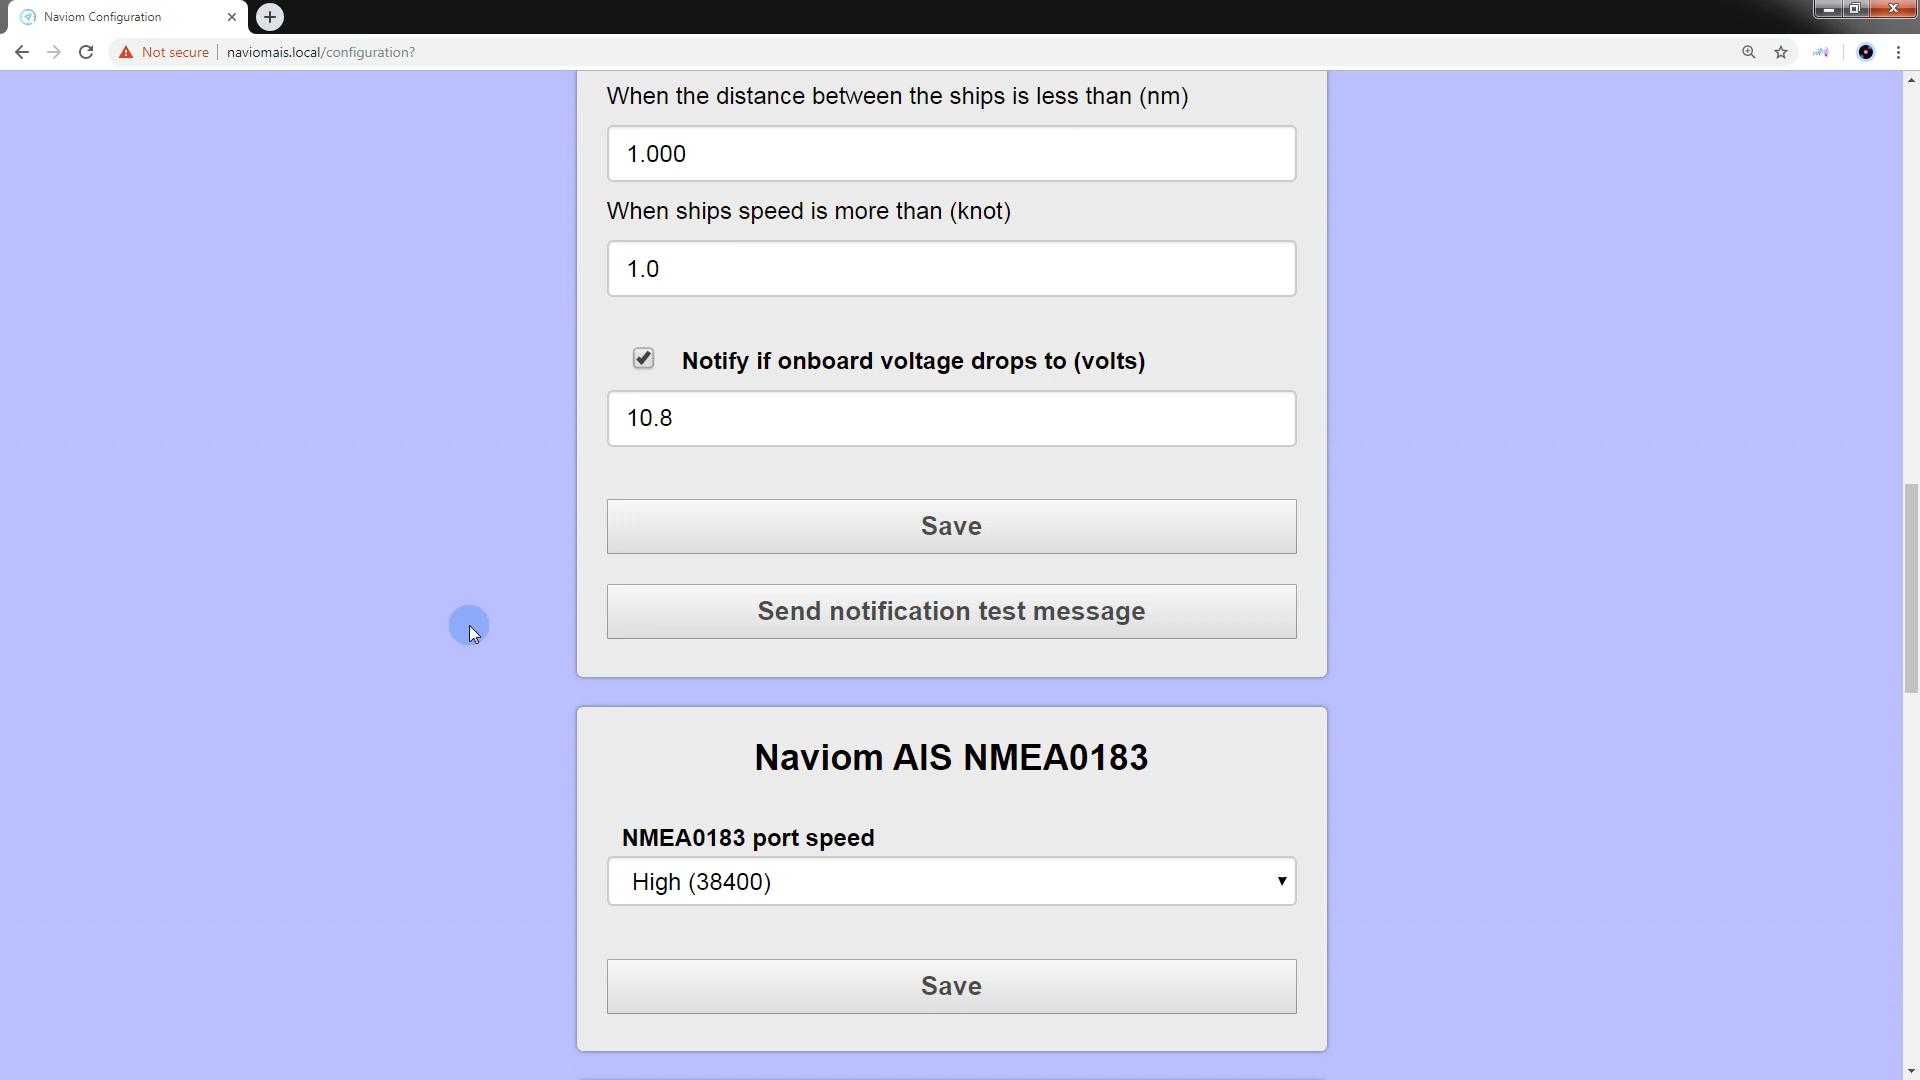 Naviom Configuration
Not secure
naviomais.local/configuration?
When the distance between the ships is less than (nm)
1.000
When ships speed is more than (knot)
1.0
Notify if onboard voltage drops to (volts)
10.8
Save
Send notification test message
Naviom AIS NMEA0183
NMEA0183 port speed
High (38400)
Save